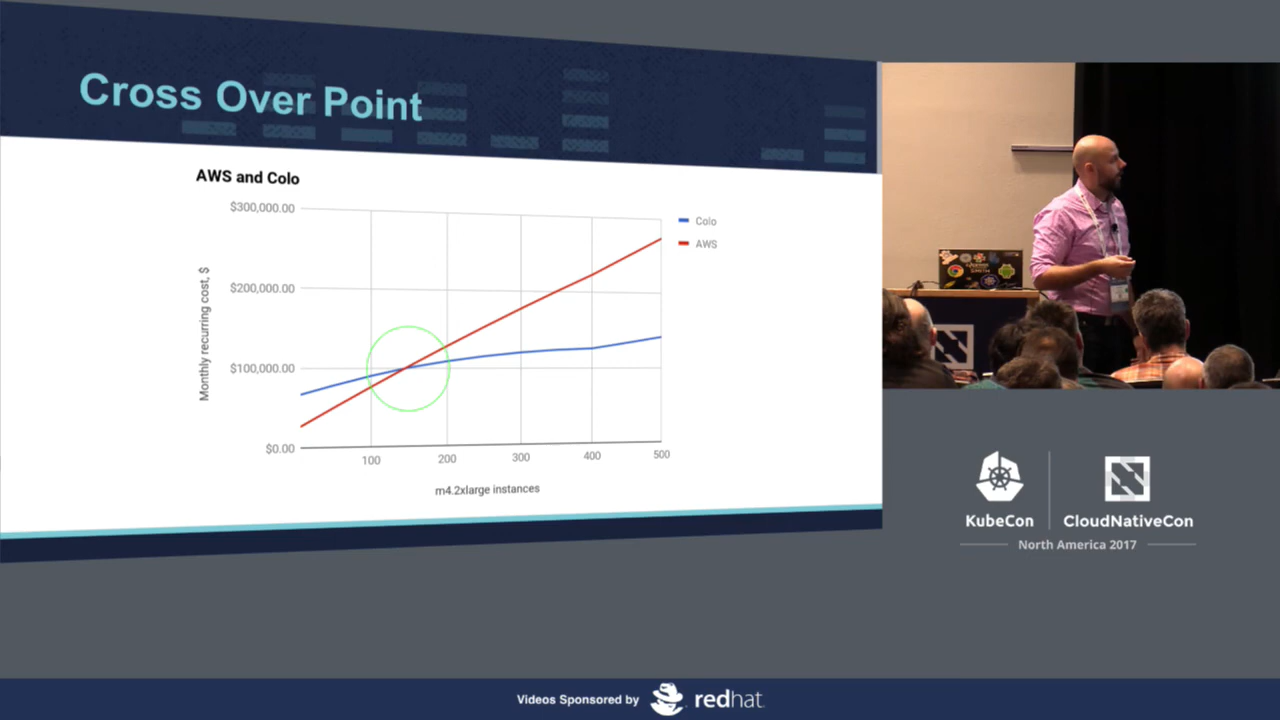 Cross Over Point
AWS and Colo
$300,000.00
$200,000.00
$100,000.00
$0.00
Monthly recurring cost, $
100
200
300
400
500
m4.2xlarge instances
Colo
AWS
KubeCon
CloudNativeCon
North America 2017
Videos Sponsored by
redhat